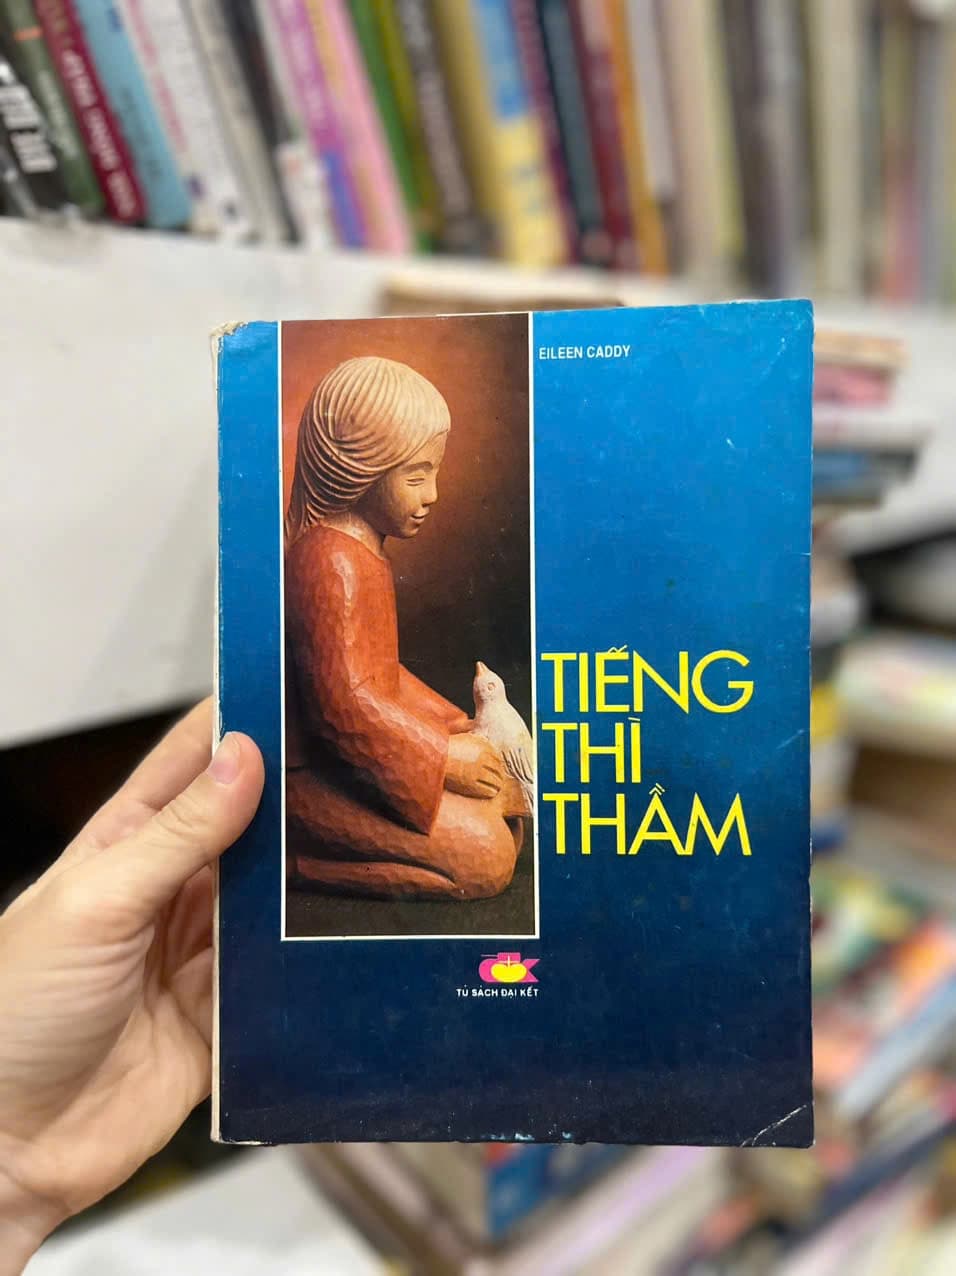 EILEEN CADDY
TIẾNG
THÌ
THẦM
TỦ SÁCH ĐẠI KẾT